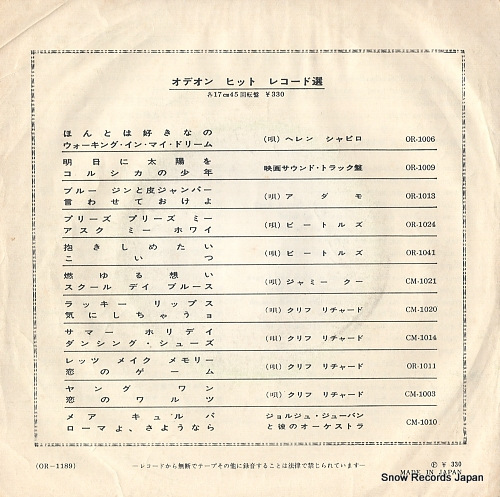 オデオン ヒット レコード選
各17cm45回転盤 ¥330
ほんとは好きなの
ウォーキング・イン・マイ・ドリーム
(唄) ヘレン シャピロ OR-1006
明日に太陽を
コルシカの少年
映画サウンド・トラック盤 OR-1009
ブルー ジンと皮ジャンパー
言わせておけよ
(唄) アダモ OR-1013
プリーズ プリーズ ミー
アスク ミー ホワイ
(唄) ビートルズ OR-1024
抱きしめたい
こいつ
(唄) ビートルズ OR-1041
燃ゆる想い
スクール デイ ブルース
(唄) ジャミー クー CM-1021
ラッキー リップス
気にしちゃうョ
(唄) クリフ リチャード CM-1020
サマー ホリデイ
ダンシング・シューズ
(唄) クリフ リチャード CM-1014
レッツ メイク メモリー
恋のゲーム
(唄) クリフ リチャード OR-1011
ヤング ワン
恋のワルツ
(唄) クリフ リチャード CM-1003
メア キュルパ
ローマよ、さようなら
ジョルジュ・ジューバン
と彼のオーケストラ CM-1010
(OR-1189)
—レコードから無断でテープその他に録音することは法律で禁じられています—
Ⓟ ¥ 330
MADE IN JAPAN
Snow Records Japan